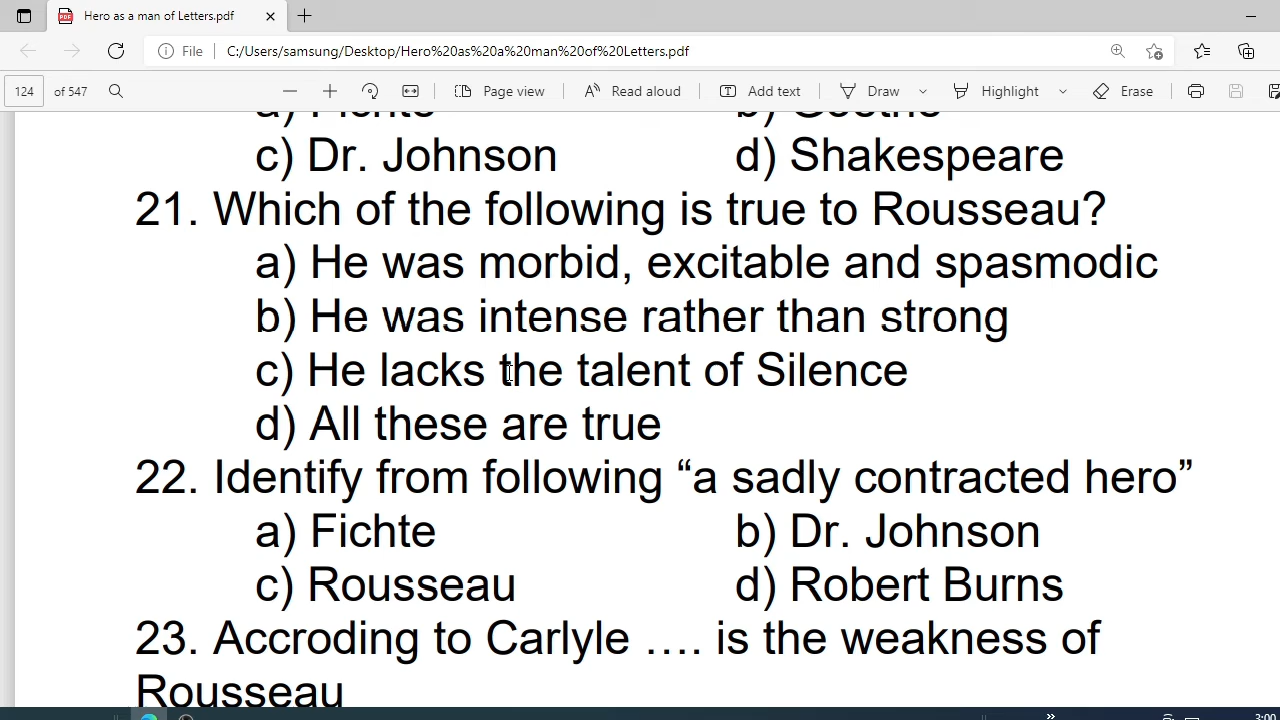 Hero as a man of Letters.pdf
File C:/Users/samsung/Desktop/Hero%20as%20a%20man%20of%20Letters.pdf
124 of 547 Page view Read aloud Add text Draw Highlight Erase
a) Fichte b) Goethe
c) Dr. Johnson d) Shakespeare
21. Which of the following is true to Rousseau?
a) He was morbid, excitable and spasmodic
b) He was intense rather than strong
c) He lacks the talent of Silence
d) All these are true
22. Identify from following “a sadly contracted hero”
a) Fichte b) Dr. Johnson
c) Rousseau d) Robert Burns
23. Accroding to Carlyle …. is the weakness of
Rousseau
3:00